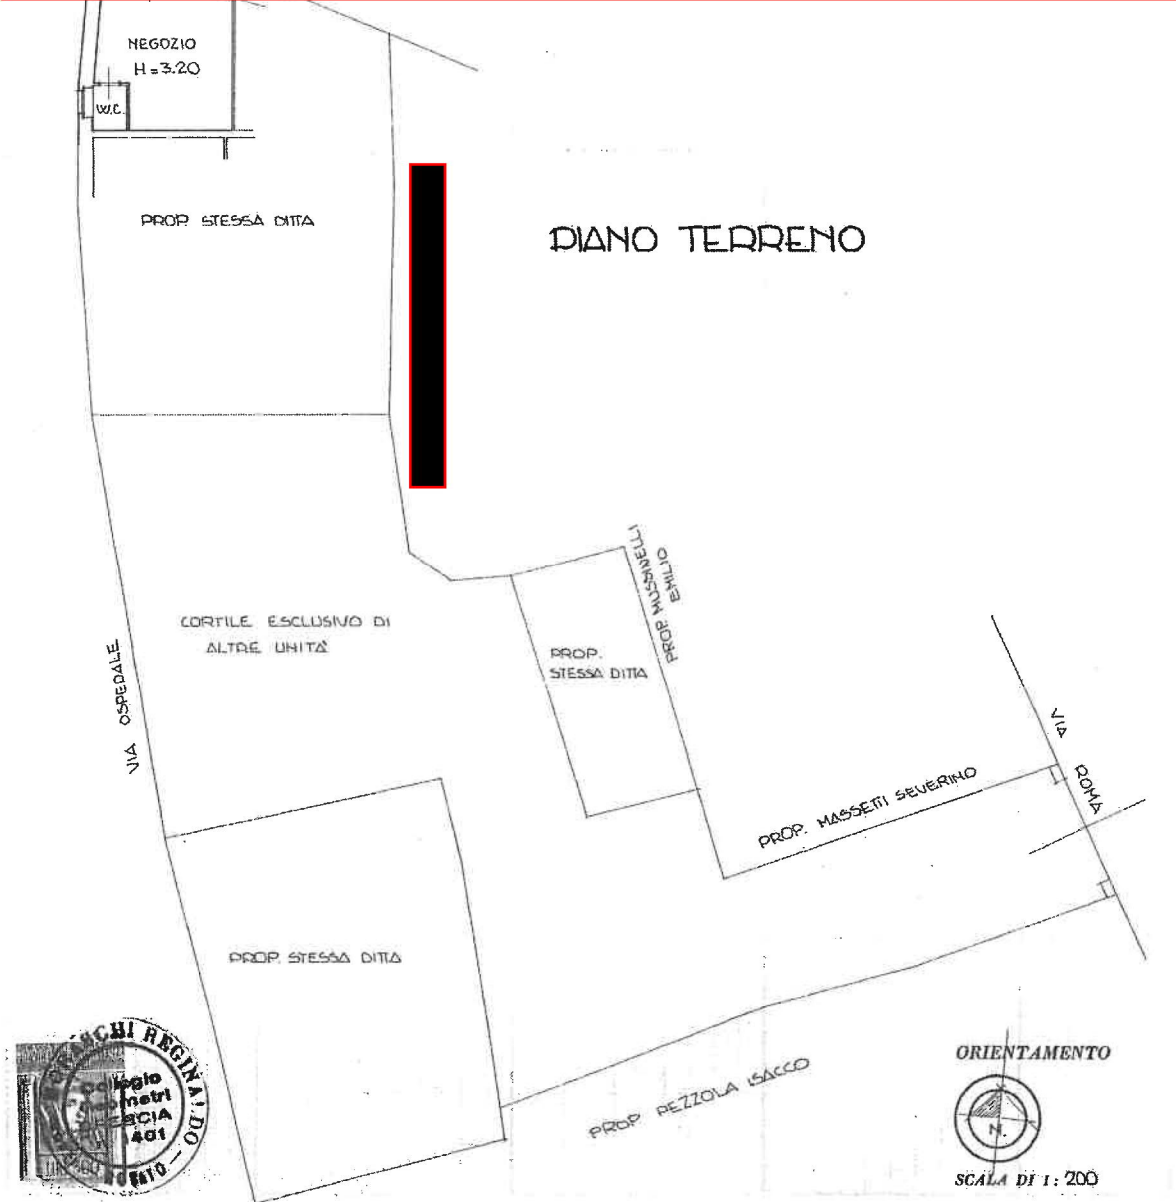 NEGOZIO
H=3.20
W.C.
PROP. STESSA DITTA
PIANO TERRENO
PROP MUSSINELLI
EMILIO
CORTILE ESCLUSIVO DI
ALTRE UNITÀ
PROP.
STESSA DITTA
VIA OSPEDALE
VIA ROMA
PROP. MASSETTI SEVERINO
PROP. STESSA DITTA
PROP. PEZZOLA ISACCO
REGINALDO
Collegio
BRESCIA
401
ORIENTAMENTO
N.
SCALA DI 1: 200